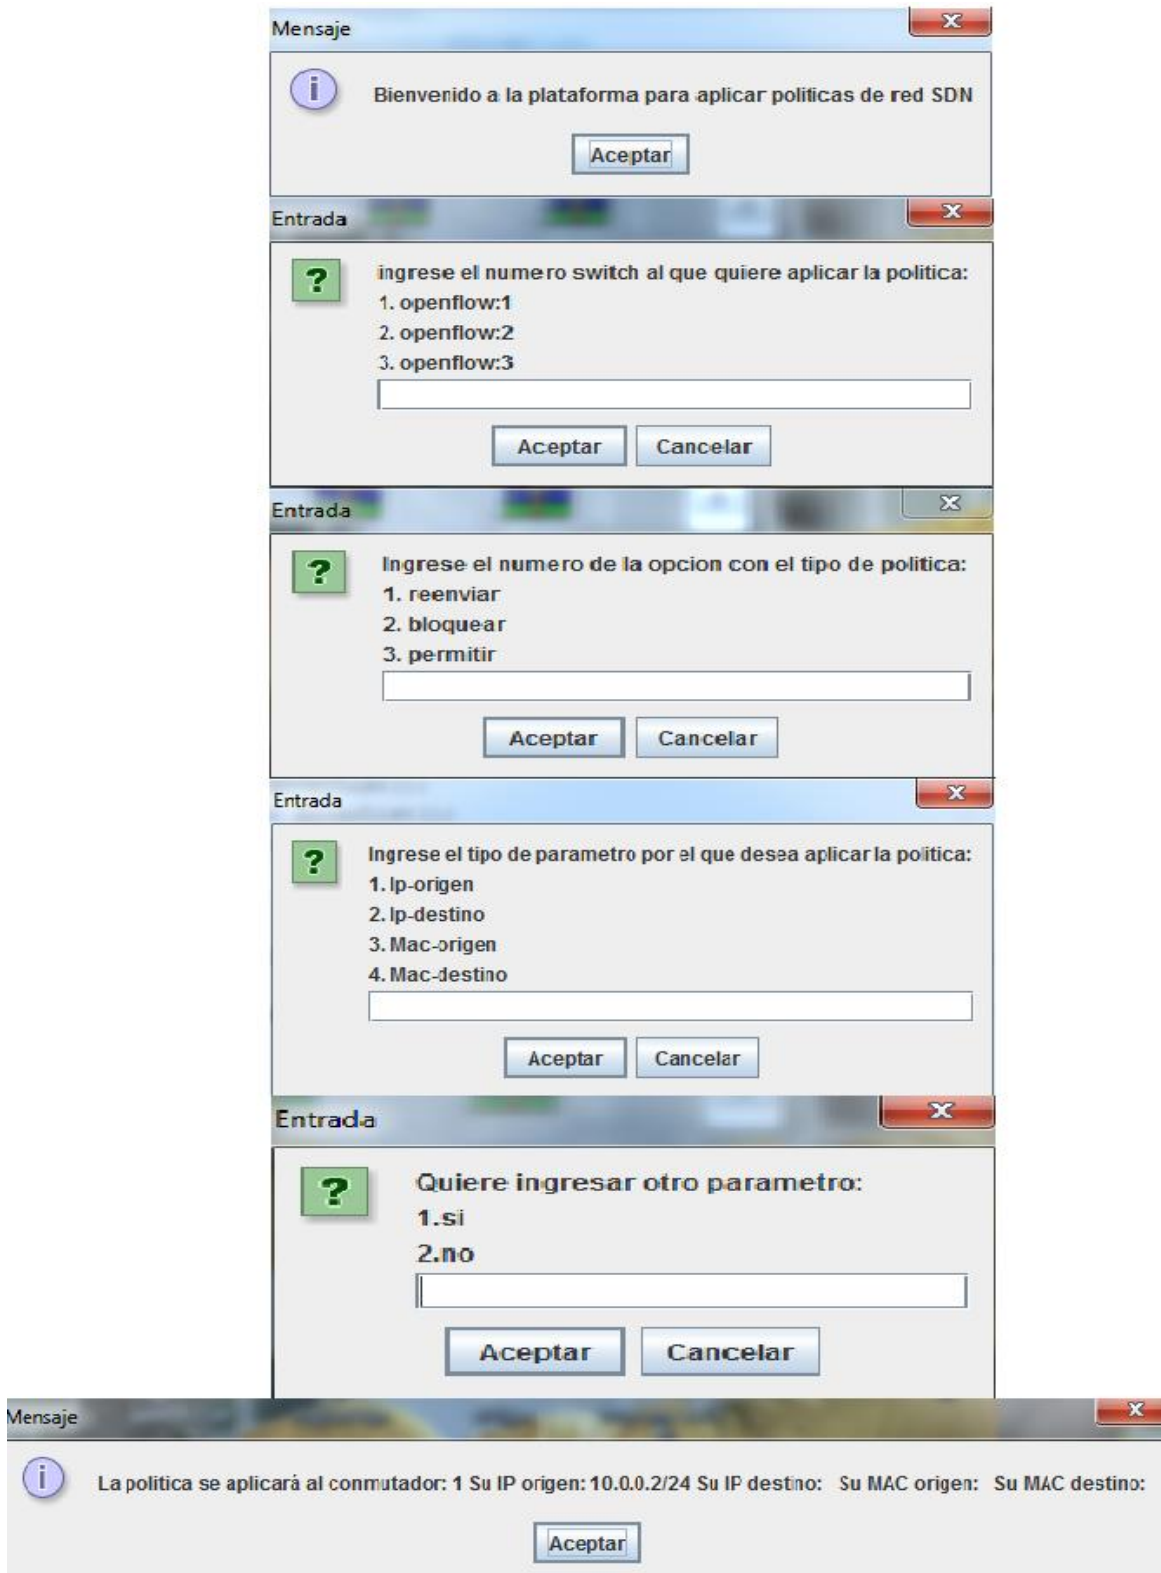 Mensaje
Bienvenido a la plataforma para aplicar politicas de red SDN
Aceptar
Entrada
ingrese el numero switch al que quiere aplicar la politica:
1. openflow:1
2. openflow:2
3. openflow:3
Aceptar Cancelar
Entrada
Ingrese el numero de la opcion con el tipo de politica:
1. reenviar
2. bloquear
3. permitir
Aceptar Cancelar
Entrada
Ingrese el tipo de parametro por el que desea aplicar la politica:
1. Ip-origen
2. Ip-destino
3. Mac-origen
4. Mac-destino
Aceptar Cancelar
Entrada
Quiere ingresar otro parametro:
1.si
2.no
Aceptar Cancelar
Mensaje
La politica se aplicará al conmutador: 1 Su IP origen: 10.0.0.2/24 Su IP destino: Su MAC origen: Su MAC destino:
Aceptar